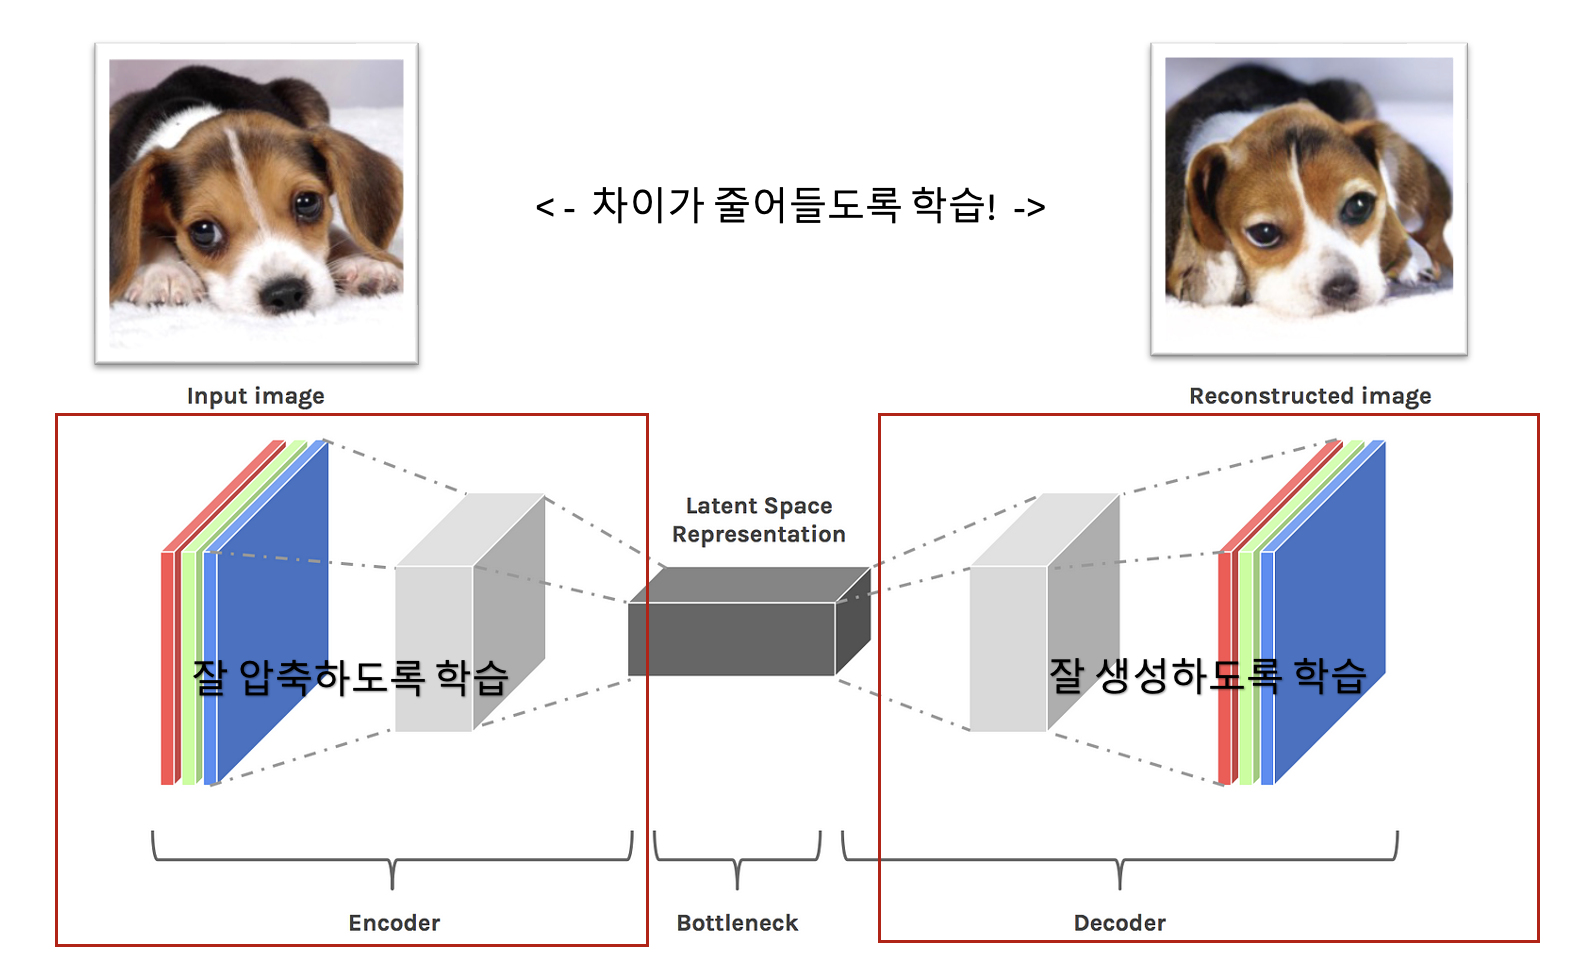 <- 차이가 줄어들도록 학습! ->
Input image
Reconstructed image
Latent Space
Representation
잘 압축하도록 학습
잘 생성하도록 학습
Encoder
Bottleneck
Decoder